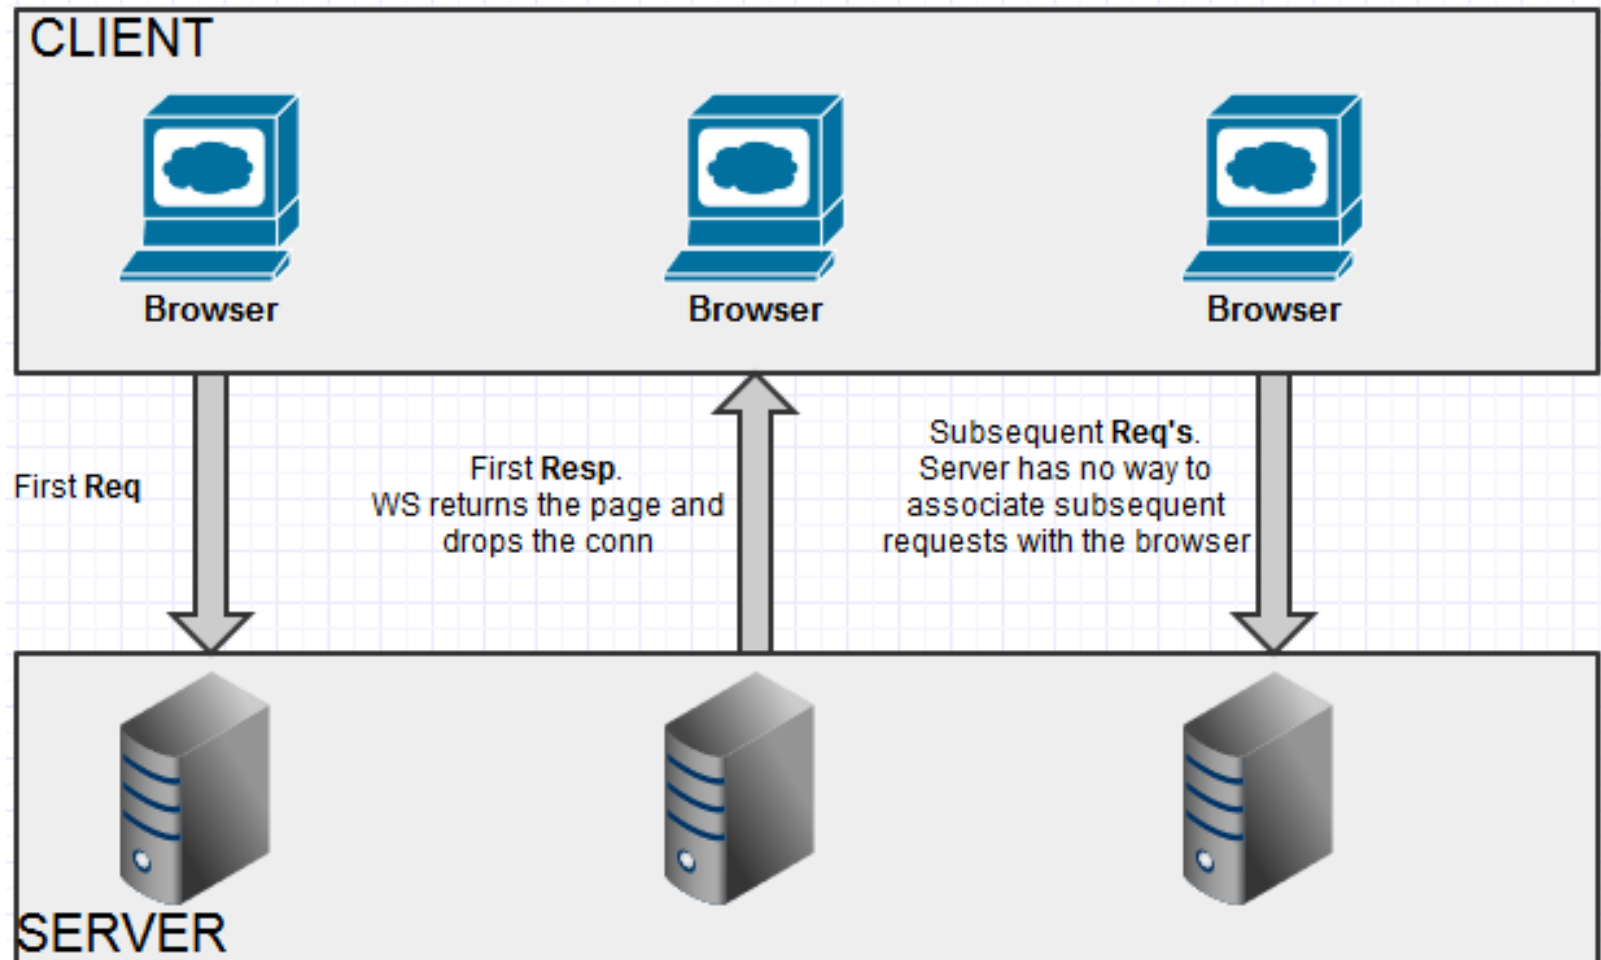 CLIENT
Browser
Browser
Browser
First Req
First Resp.
WS returns the page and
drops the conn
Subsequent Req's.
Server has no way to
associate subsequent
requests with the browser
SERVER